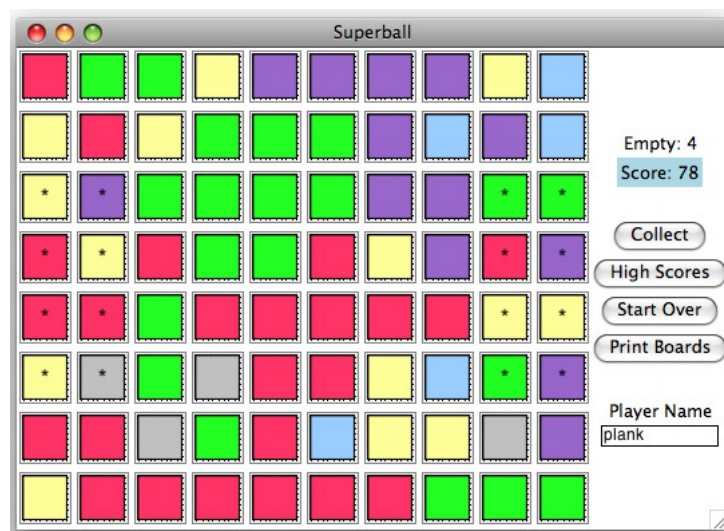 Superball
Empty: 4
Score: 78
* * * *
* * * *
* * * *
* * * *
Collect
High Scores
Start Over
Print Boards
Player Name
plank